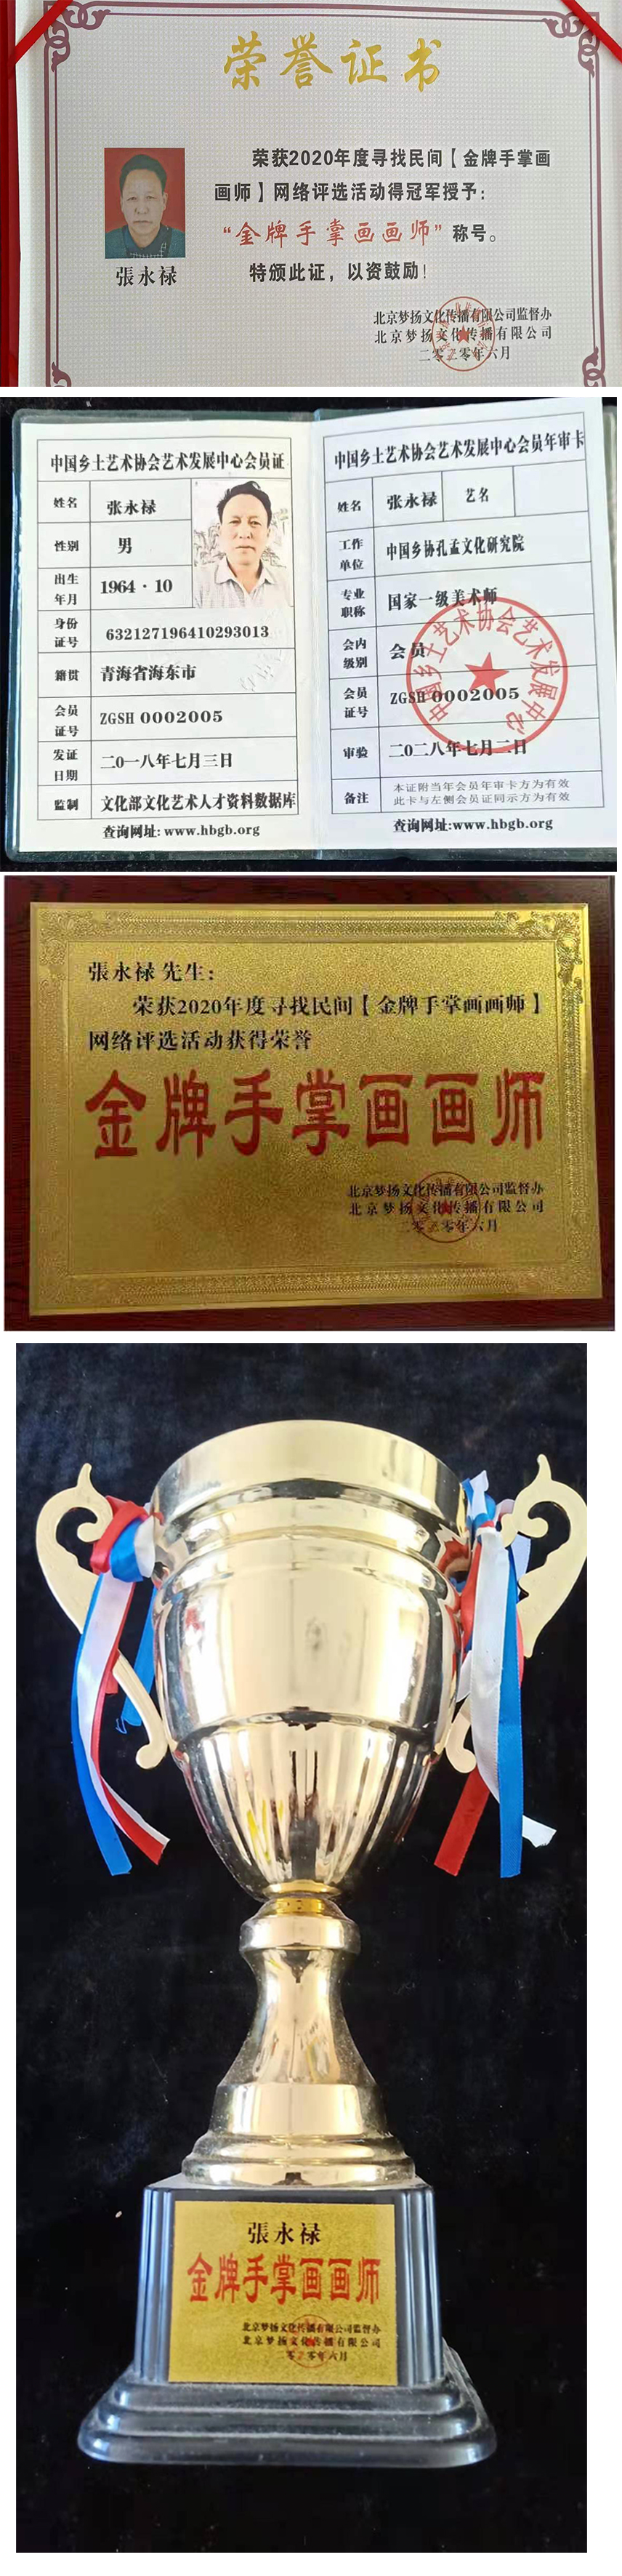 荣誉证书
荣获2020年度寻找民间【金牌手掌画
画师】网络评选活动得冠军授予：
“金牌手掌画画师”称号。
張永禄
特颁此证，以资鼓励！
北京梦扬文化传播有限公司监督办
北京梦扬文化传播有限公司
二零二零年六月
中国乡土艺术协会艺术发展中心会员证
姓名 张永禄
性别 男
出生年月 1964·10
身份证号 632127196410293013
籍贯 青海省海东市
会员证号 ZGSH 0002005
发证日期 二0一八年七月三日
监制 文化部文化艺术人才资料数据库
查询网址:www.hbgb.org
中国乡土艺术协会艺术发展中心会员年审卡
姓名 张永禄 艺名
工作单位 中国乡协孔孟文化研究院
专业职称 国家一级美术师
会内级别 会员
会员证号 ZGSH 0002005
审验 二0二八年七月二日
备注 本证附当年会员年审卡方为有效
此卡与左侧会员证同示方为有效
查询网址:www.hbgb.org
中国乡土艺术协会艺术发展中心
張永禄 先生：
荣获2020年度寻找民间【金牌手掌画画师】
网络评选活动获得荣誉
金牌手掌画画师
北京梦扬文化传播有限公司监督办
北京梦扬文化传播有限公司
二零二零年六月
張永禄
金牌手掌画画师
北京梦扬文化传播有限公司监督办
北京梦扬文化传播有限公司
二零二零年六月